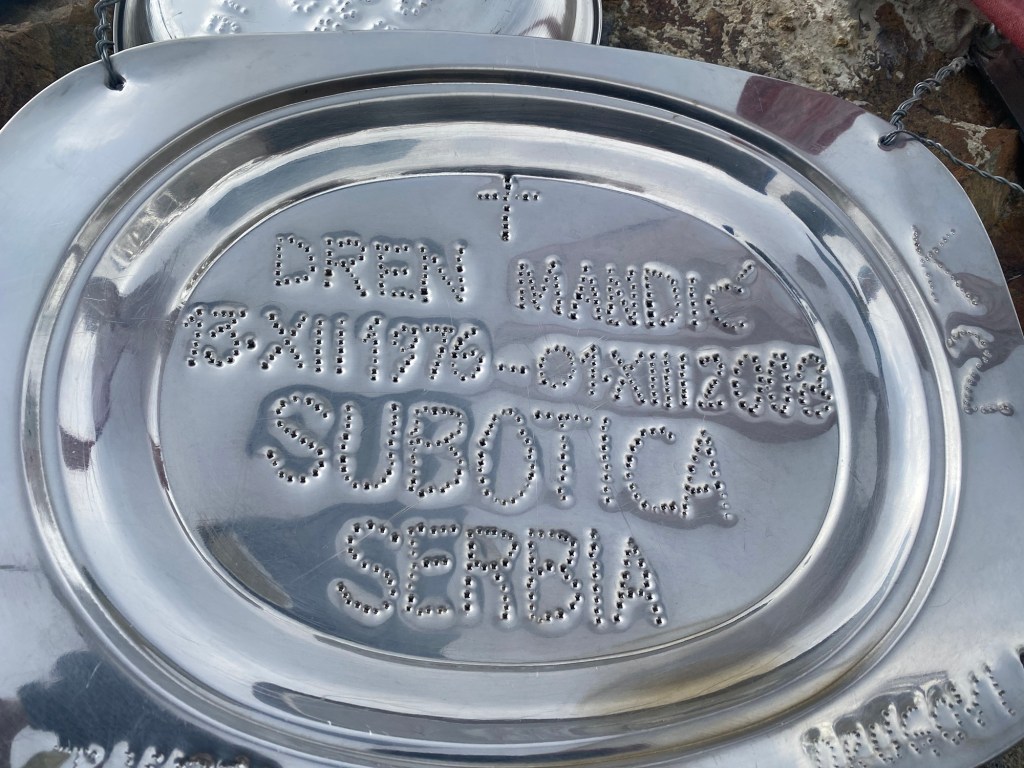 DREN MANDIĆ
13·XII 1976 – 01·XIII 2008
SUBOTICA
SERBIA